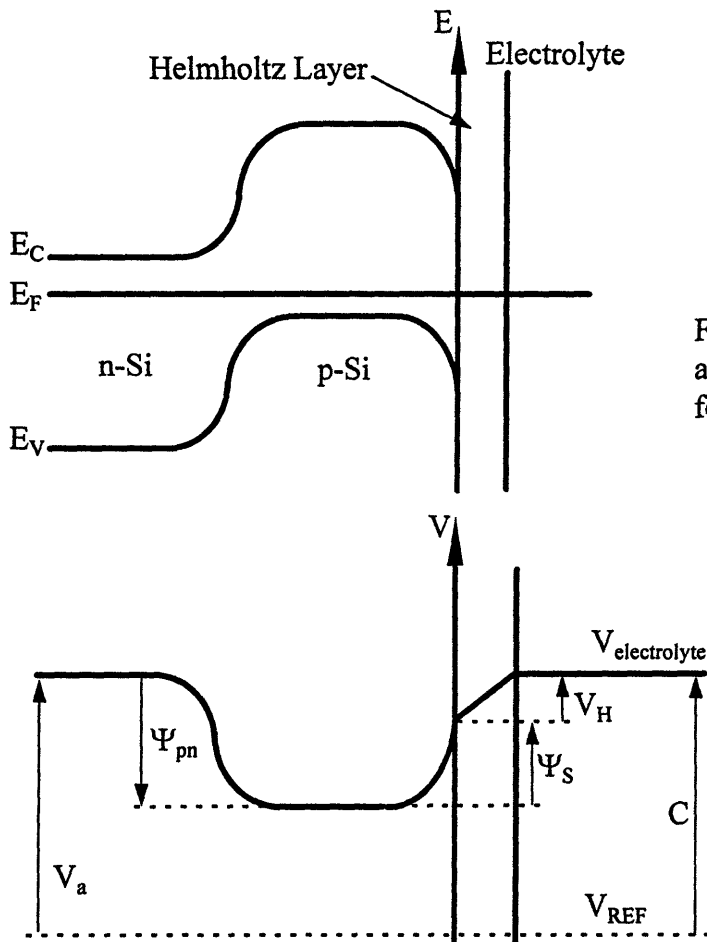 E
Helmholtz Layer
Electrolyte
E_C
E_F
n-Si
p-Si
E_V
V
V_electrolyte
V_H
Ψ_pn
Ψ_S
C
V_a
V_REF